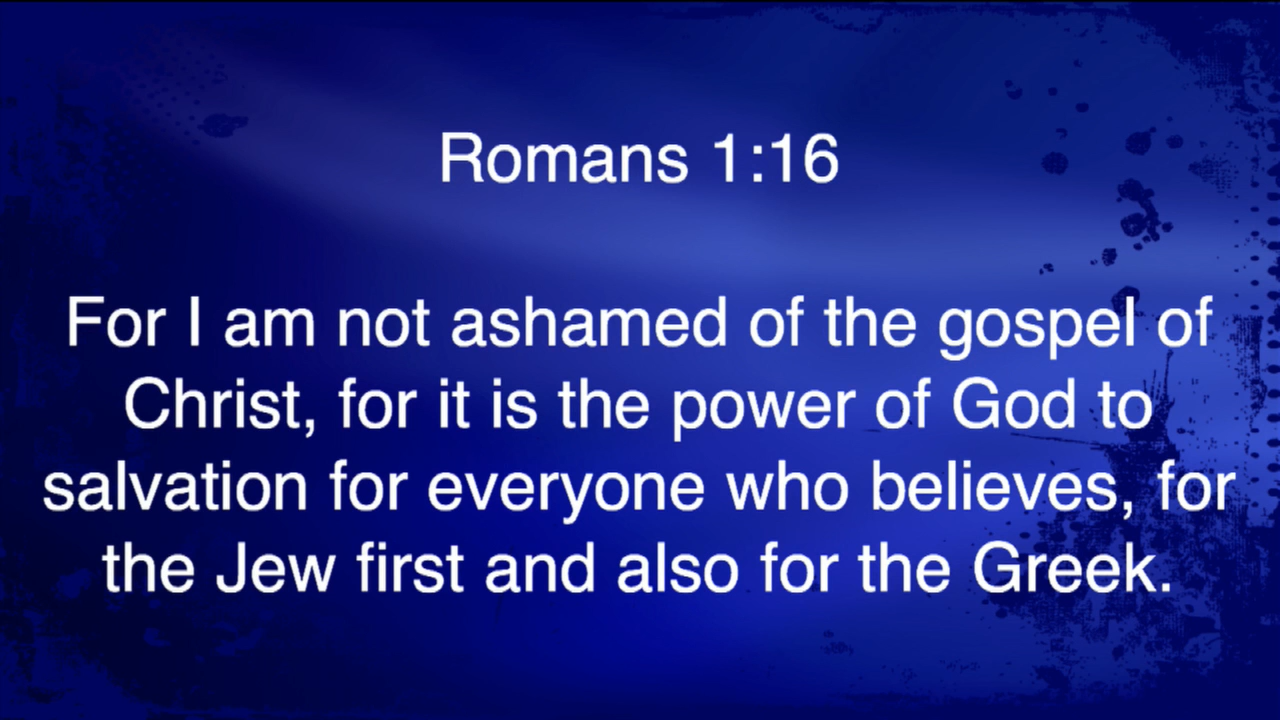 Romans 1:16
For I am not ashamed of the gospel of
Christ, for it is the power of God to
salvation for everyone who believes, for
the Jew first and also for the Greek.